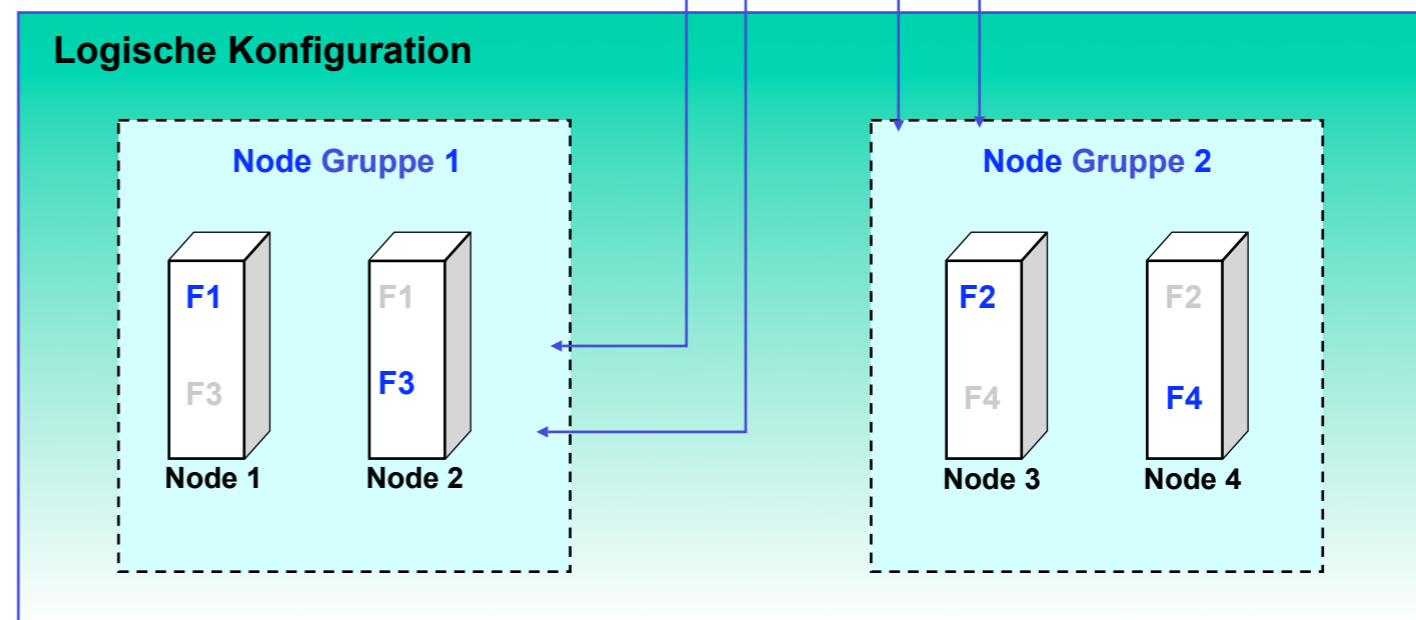 Logische Konfiguration
Node Gruppe 1
F1
F1
F3
F3
Node 1
Node 2
Node Gruppe 2
F2
F2
F4
F4
Node 3
Node 4